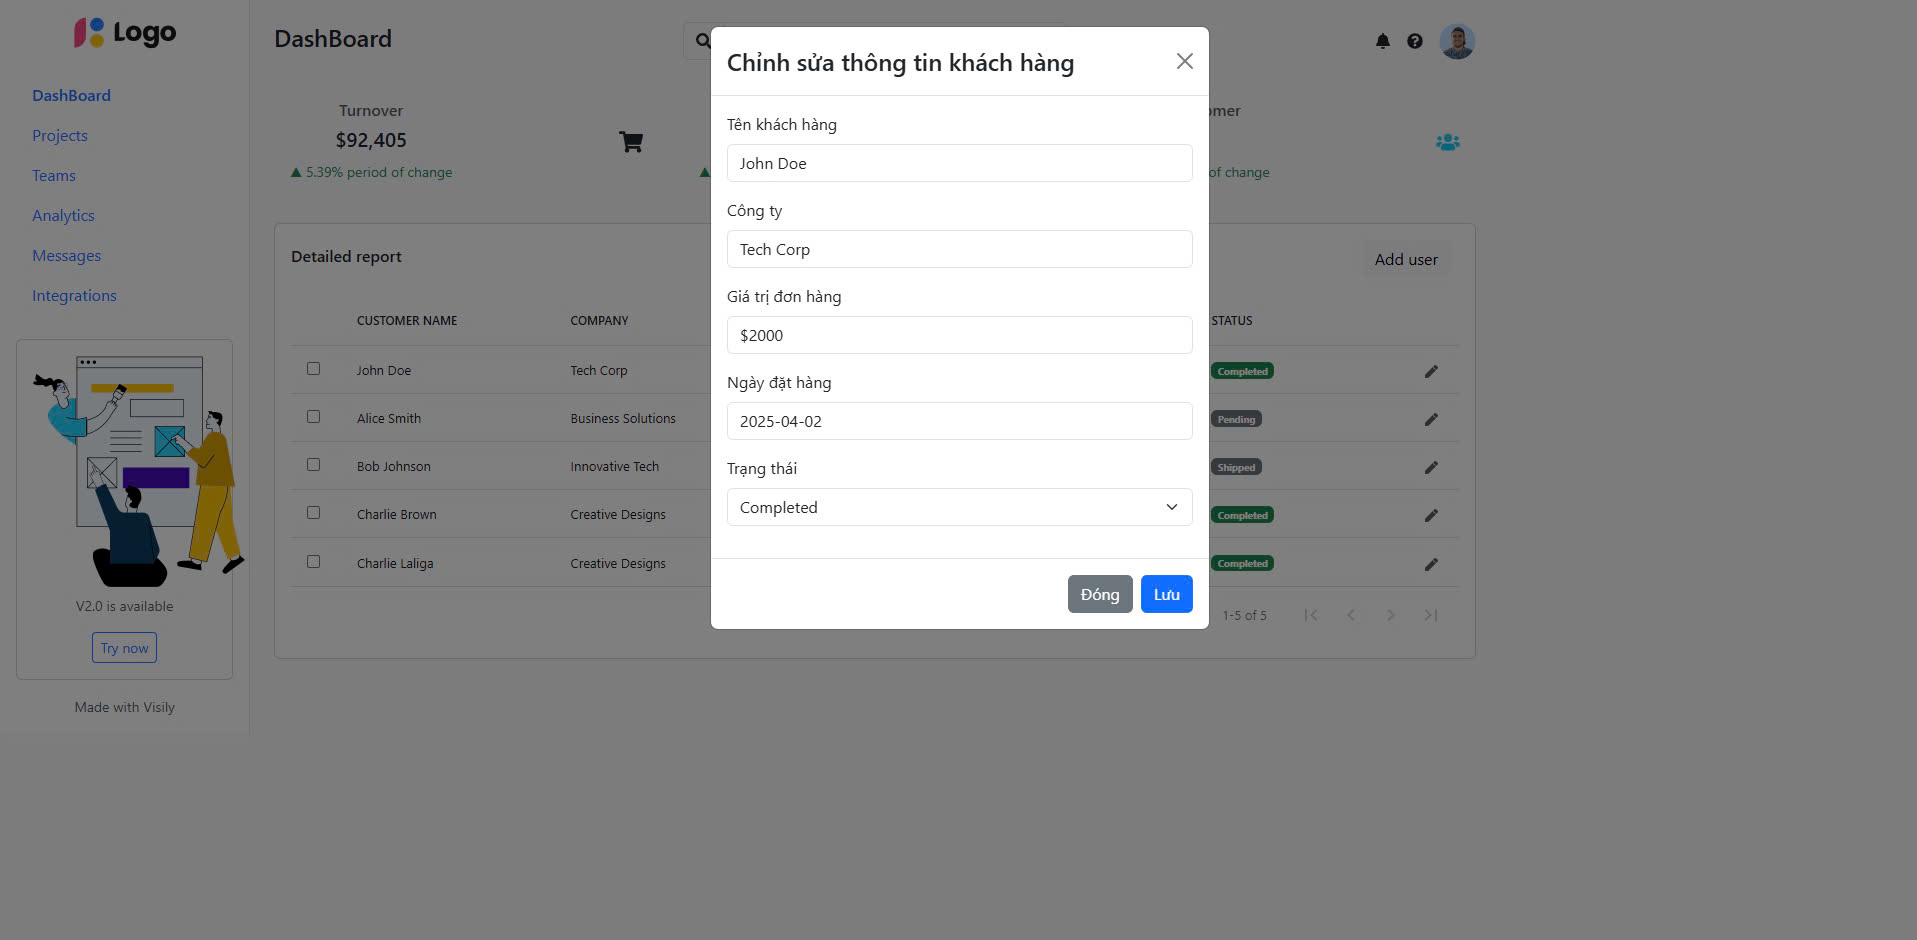 Logo
DashBoard
Projects
Teams
Analytics
Messages
Integrations
V2.0 is available
Try now
Made with Visily
DashBoard
Turnover
$92,405
▲ 5.39% period of change
of change
Detailed report
Add user
CUSTOMER NAME COMPANY STATUS
John Doe Tech Corp Completed
Alice Smith Business Solutions Pending
Bob Johnson Innovative Tech Shipped
Charlie Brown Creative Designs Completed
Charlie Laliga Creative Designs Completed
1-5 of 5
Chỉnh sửa thông tin khách hàng
Tên khách hàng
John Doe
Công ty
Tech Corp
Giá trị đơn hàng
$2000
Ngày đặt hàng
2025-04-02
Trạng thái
Completed
Đóng
Lưu